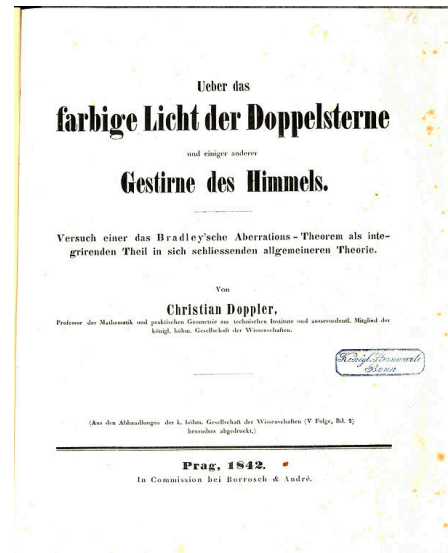 Ueber das
farbige Licht der Doppelsterne
und einiger anderer
Gestirne des Himmels.
Versuch einer das Bradley'sche Aberrations-Theorem als inte-
grirenden Theil in sich schliessenden allgemeineren Theorie.
Von
Christian Doppler,
Professor der Mathematik und praktischen Geometrie am technischen Institute und ausserordentl. Mitglied der
königl. böhm. Gesellschaft der Wissenschaften.
Königl. Sternwarte
Bonn
(Aus den Abhandlungen der k. böhm. Gesellschaft der Wissenschaften (V Folge, Bd. 2)
besonders abgedruckt.)
Prag, 1842.
In Commission bei Borrosch & André.